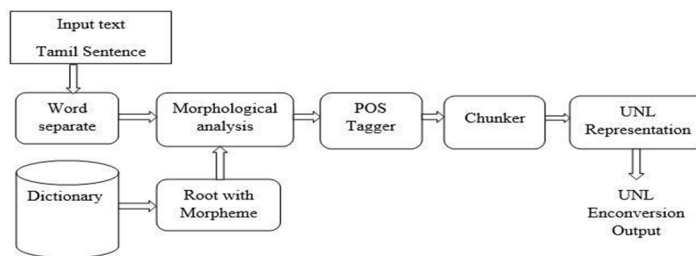 Input text
Tamil Sentence
Word
separate
Morphological
analysis
POS
Tagger
Chunker
UNL
Representation
Dictionary
Root with
Morpheme
UNL
Enconversion
Output